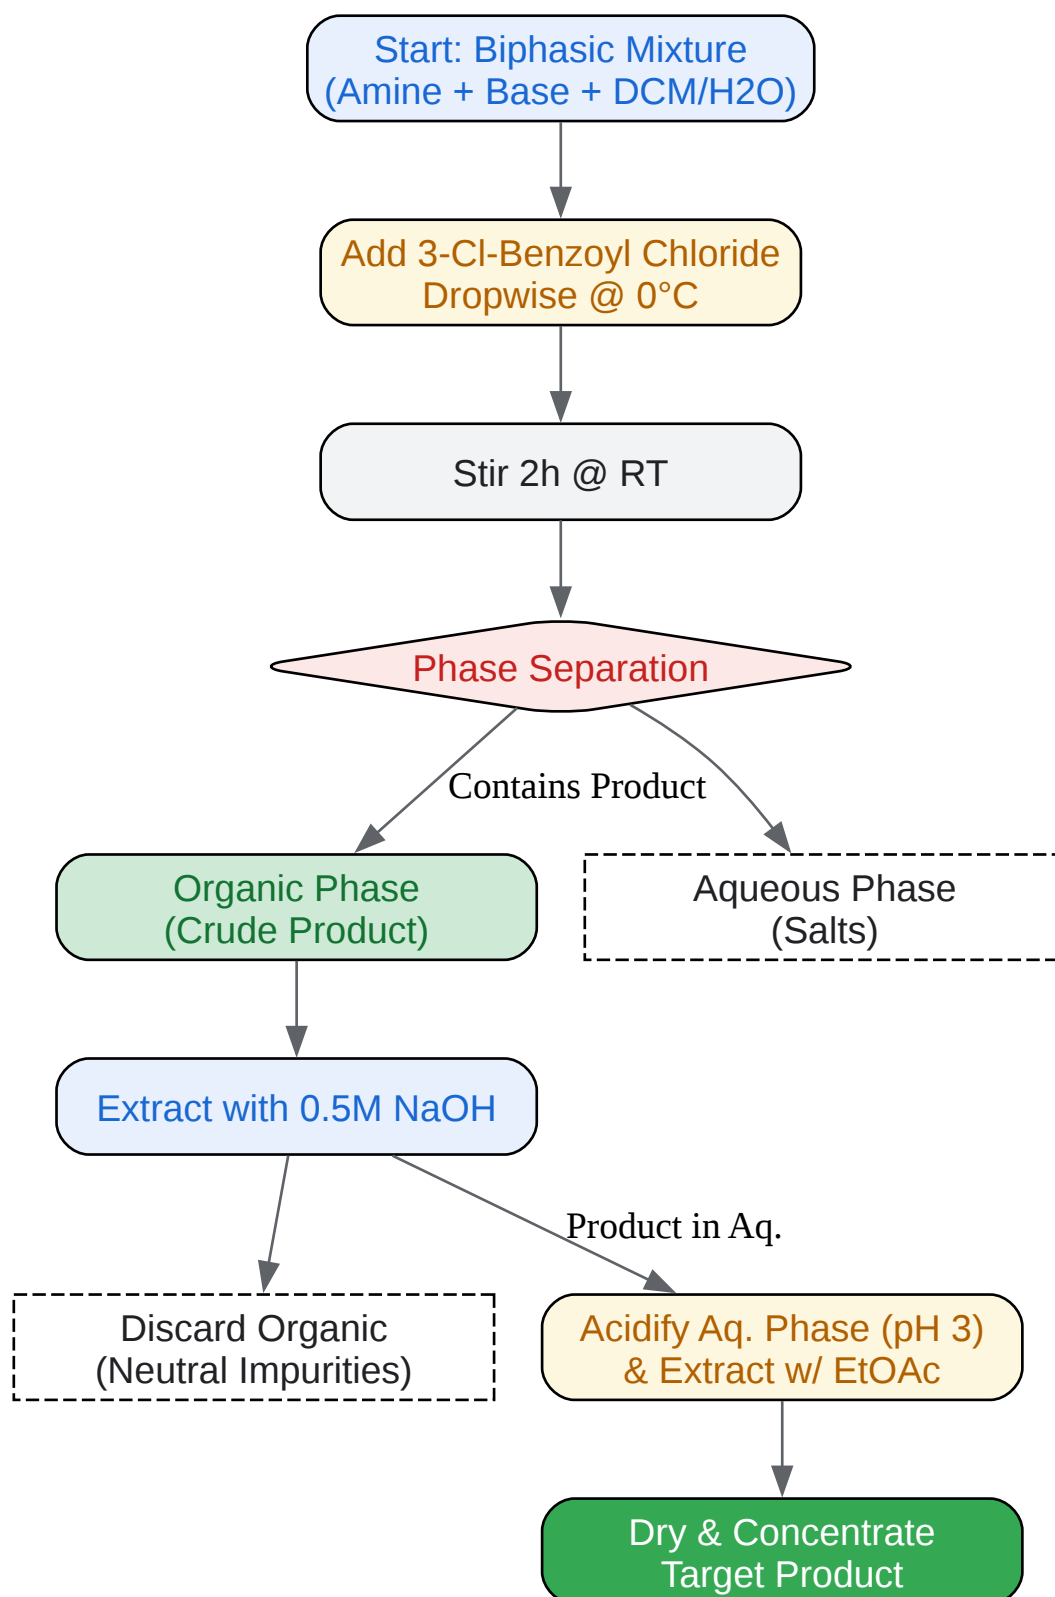 Start: Biphasic Mixture
(Amine + Base + DCM/H2O)
Add 3-Cl-Benzoyl Chloride
Dropwise @ 0°C
Stir 2h @ RT
Phase Separation
Contains Product
Organic Phase
(Crude Product)
Aqueous Phase
(Salts)
Extract with 0.5M NaOH
Product in Aq.
Discard Organic
(Neutral Impurities)
Acidify Aq. Phase (pH 3)
& Extract w/ EtOAc
Dry & Concentrate
Target Product